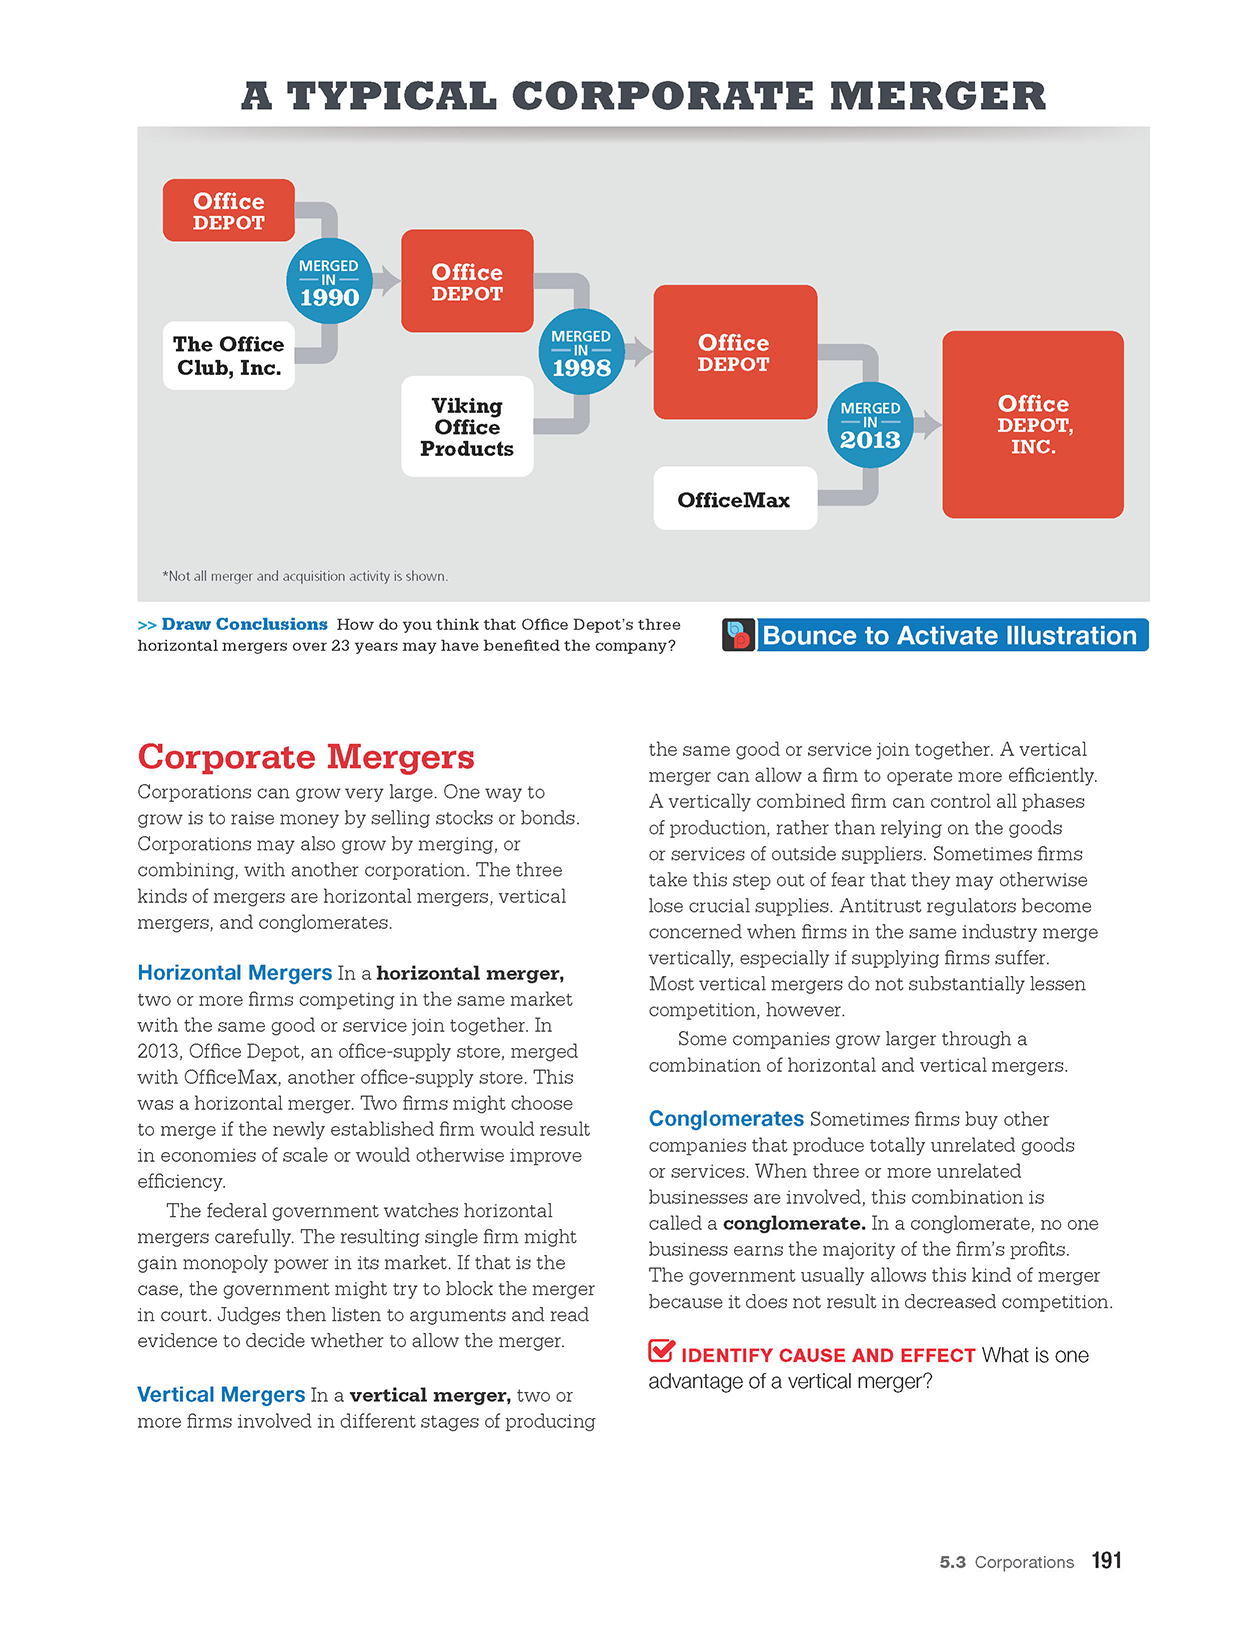 A TYPICAL CORPORATE MERGER
Office
DEPOT
MERGED
IN
1990
The Office
Club, Inc.
Office
DEPOT
MERGED
IN
1998
Viking
Office
Products
Office
DEPOT
MERGED
IN
2013
OfficeMax
Office
DEPOT,
INC.
*Not all merger and acquisition activity is shown.
>> Draw Conclusions How do you think that Office Depot's three
horizontal mergers over 23 years may have benefited the company?
Bounce to Activate Illustration
Corporate Mergers
Corporations can grow very large. One way to
grow is to raise money by selling stocks or bonds.
Corporations may also grow by merging, or
combining, with another corporation. The three
kinds of mergers are horizontal mergers, vertical
mergers, and conglomerates.
Horizontal Mergers In a horizontal merger,
two or more firms competing in the same market
with the same good or service join together. In
2013, Office Depot, an office-supply store, merged
with OfficeMax, another office-supply store. This
was a horizontal merger. Two firms might choose
to merge if the newly established firm would result
in economies of scale or would otherwise improve
efficiency.
The federal government watches horizontal
mergers carefully. The resulting single firm might
gain monopoly power in its market. If that is the
case, the government might try to block the merger
in court. Judges then listen to arguments and read
evidence to decide whether to allow the merger.
Vertical Mergers In a vertical merger, two or
more firms involved in different stages of producing
the same good or service join together. A vertical
merger can allow a firm to operate more efficiently.
A vertically combined firm can control all phases
of production, rather than relying on the goods
or services of outside suppliers. Sometimes firms
take this step out of fear that they may otherwise
lose crucial supplies. Antitrust regulators become
concerned when firms in the same industry merge
vertically, especially if supplying firms suffer.
Most vertical mergers do not substantially lessen
competition, however.
Some companies grow larger through a
combination of horizontal and vertical mergers.
Conglomerates Sometimes firms buy other
companies that produce totally unrelated goods
or services. When three or more unrelated
businesses are involved, this combination is
called a conglomerate. In a conglomerate, no one
business earns the majority of the firm's profits.
The government usually allows this kind of merger
because it does not result in decreased competition.
IDENTIFY CAUSE AND EFFECT What is one
advantage of a vertical merger?
5.3 Corporations 191